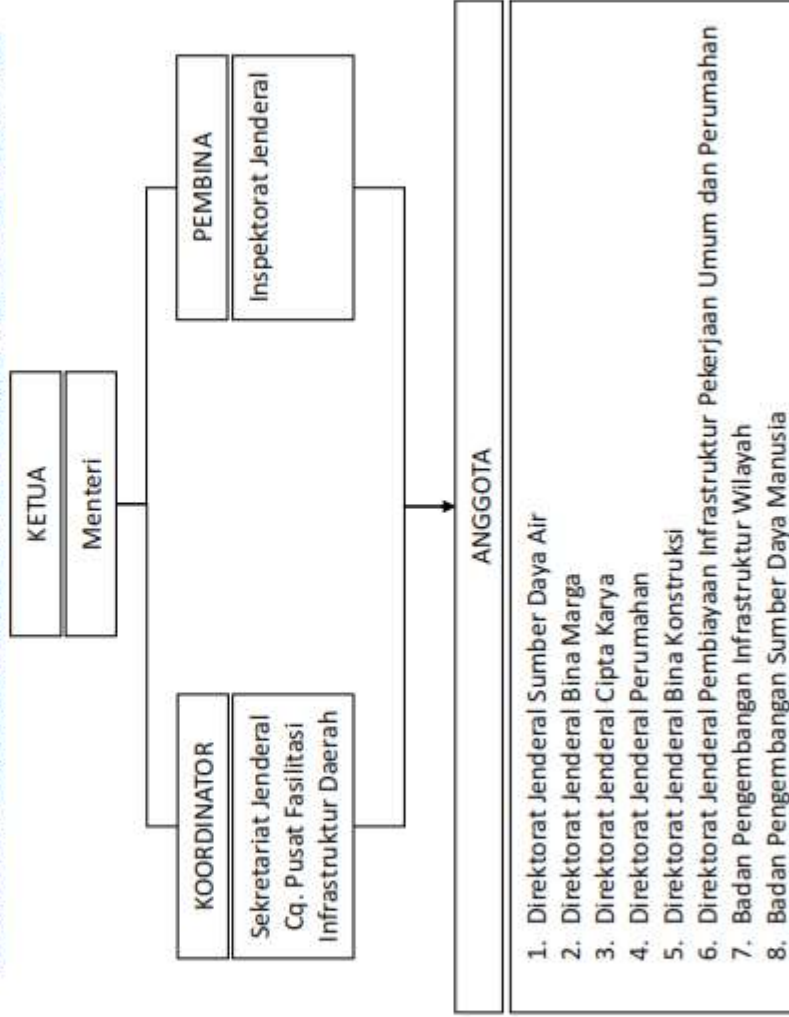 KETUA
Menteri
KOORDINATOR
Sekretariat Jenderal
Cq. Pusat Fasilitasi
Infrastruktur Daerah
PEMBINA
Inspektorat Jenderal
ANGGOTA
1. Direktorat Jenderal Sumber Daya Air
2. Direktorat Jenderal Bina Marga
3. Direktorat Jenderal Cipta Karya
4. Direktorat Jenderal Perumahan
5. Direktorat Jenderal Bina Konstruksi
6. Direktorat Jenderal Pembiayaan Infrastruktur Pekerjaan Umum dan Perumahan
7. Badan Pengembangan Infrastruktur Wilayah
8. Badan Pengembangan Sumber Daya Manusia